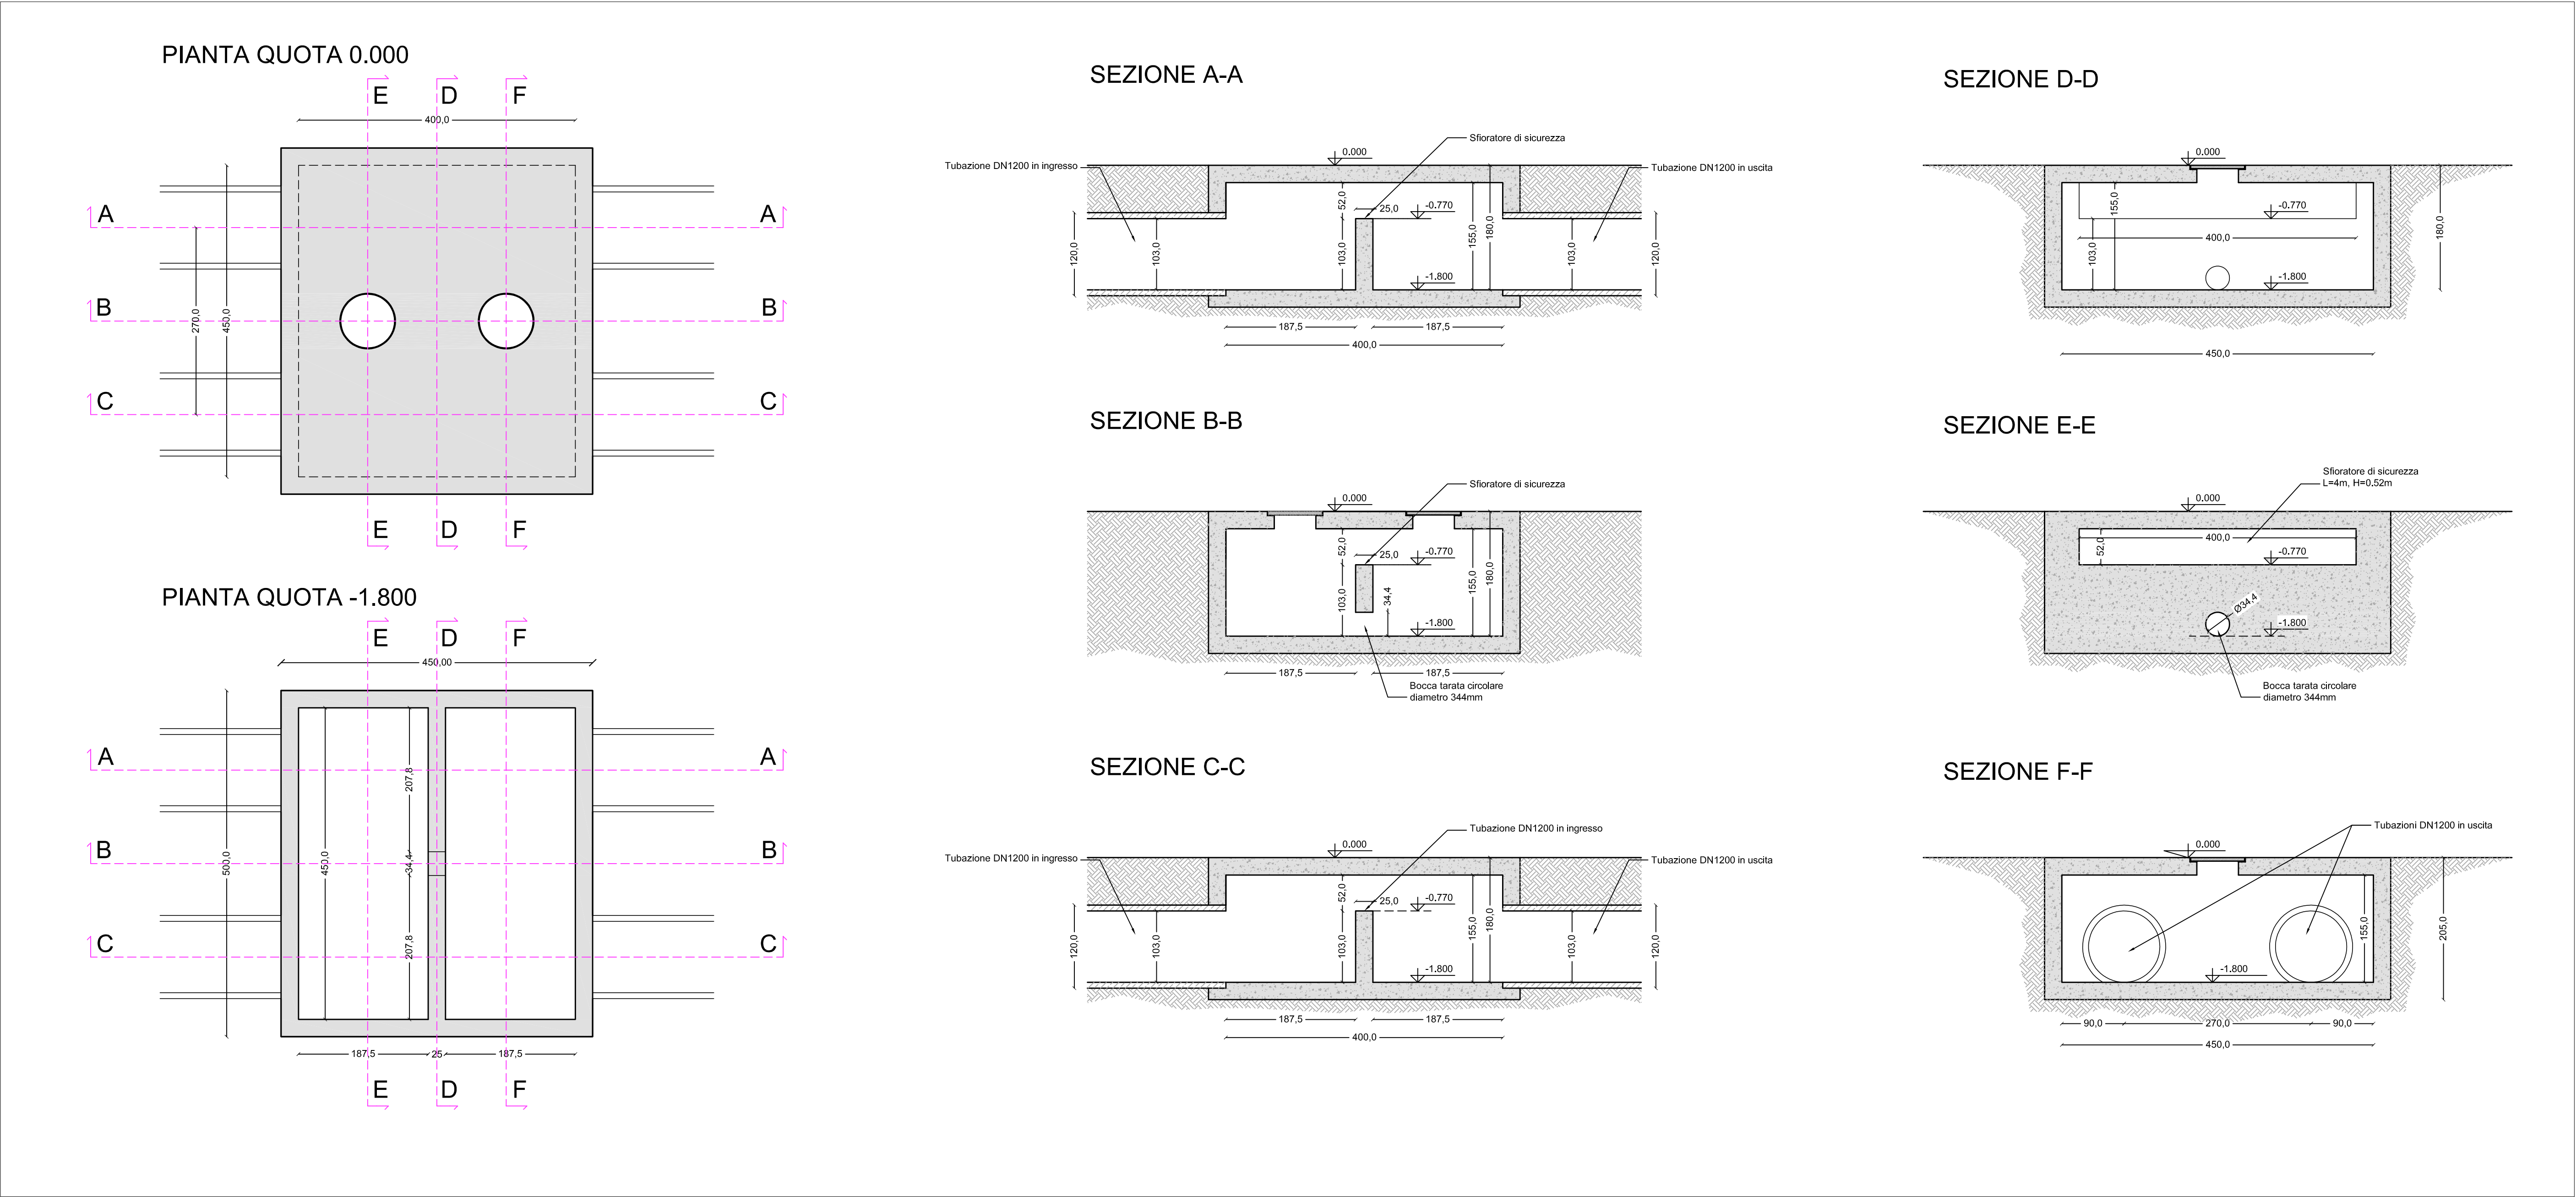 PIANTA QUOTA 0.000
E D F
400,0
A A
B B
270,0
450,0
C C
E D F
PIANTA QUOTA -1.800
E D F
450,00
A A
207,8
B B
500,0
450,0
34,4
C C
207,8
187,5 25 187,5
E D F
SEZIONE A-A
Sfioratore di sicurezza
0.000
Tubazione DN1200 in ingresso
Tubazione DN1200 in uscita
52,0
25,0
-0.770
180,0
155,0
120,0
103,0
103,0
103,0
120,0
-1.800
187,5 187,5
400,0
SEZIONE B-B
Sfioratore di sicurezza
0.000
52,0
25,0
-0.770
180,0
155,0
103,0
34,4
-1.800
187,5 187,5
Bocca tarata circolare
diametro 344mm
SEZIONE C-C
Tubazione DN1200 in ingresso
0.000
Tubazione DN1200 in ingresso
Tubazione DN1200 in uscita
52,0
25,0
-0.770
180,0
155,0
120,0
103,0
103,0
103,0
120,0
-1.800
187,5 187,5
400,0
SEZIONE D-D
0.000
155,0
-0.770
180,0
400,0
103,0
-1.800
450,0
SEZIONE E-E
Sfioratore di sicurezza
L=4m, H=0.52m
0.000
400,0
52,0
-0.770
Ø34,4
-1.800
Bocca tarata circolare
diametro 344mm
SEZIONE F-F
Tubazioni DN1200 in uscita
0.000
155,0
205,0
-1.800
90,0 270,0 90,0
450,0